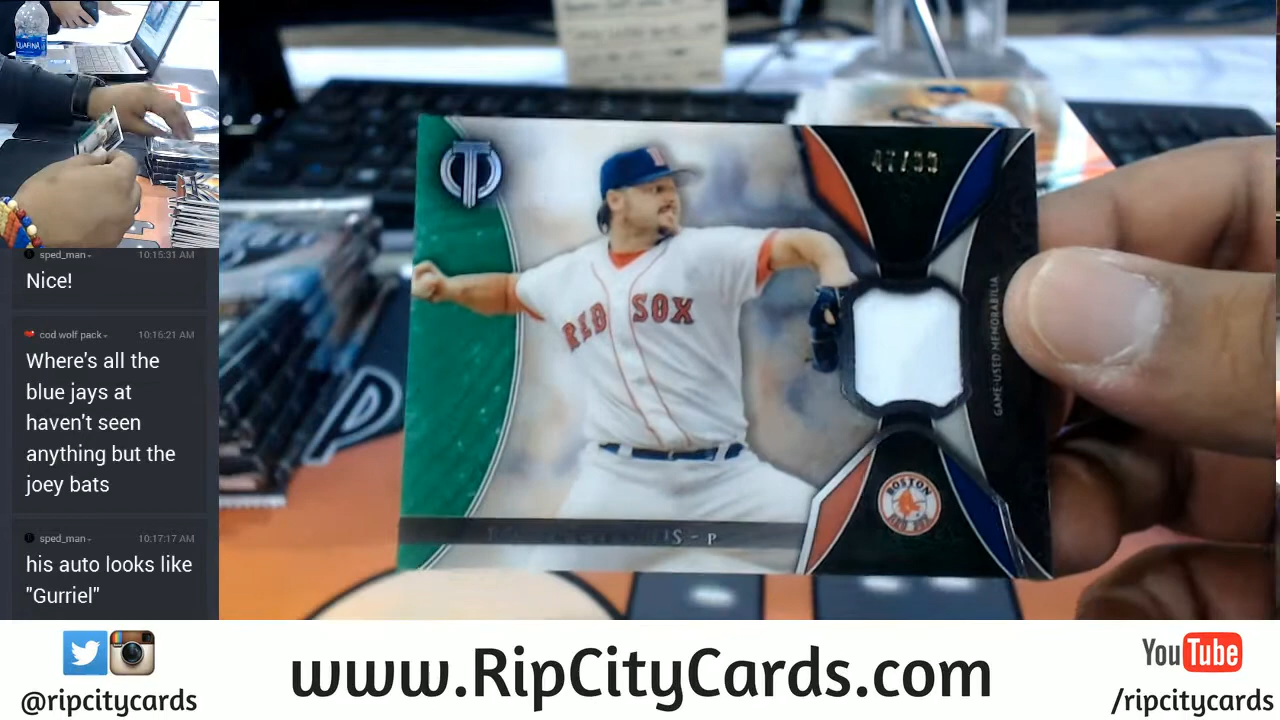 AQUAFINA
sped_man 10:15:31 AM
Nice!
cod wolf pack 10:16:21 AM
Where's all the
blue jays at
haven't seen
anything but the
joey bats
sped_man 10:17:17 AM
his auto looks like
"Gurriel"
T
RED SOX
GAME-USED MEMORABILIA
BOSTON
RED SOX
IS - P
@ripcitycards
www.RipCityCards.com
YouTube
/ripcitycards